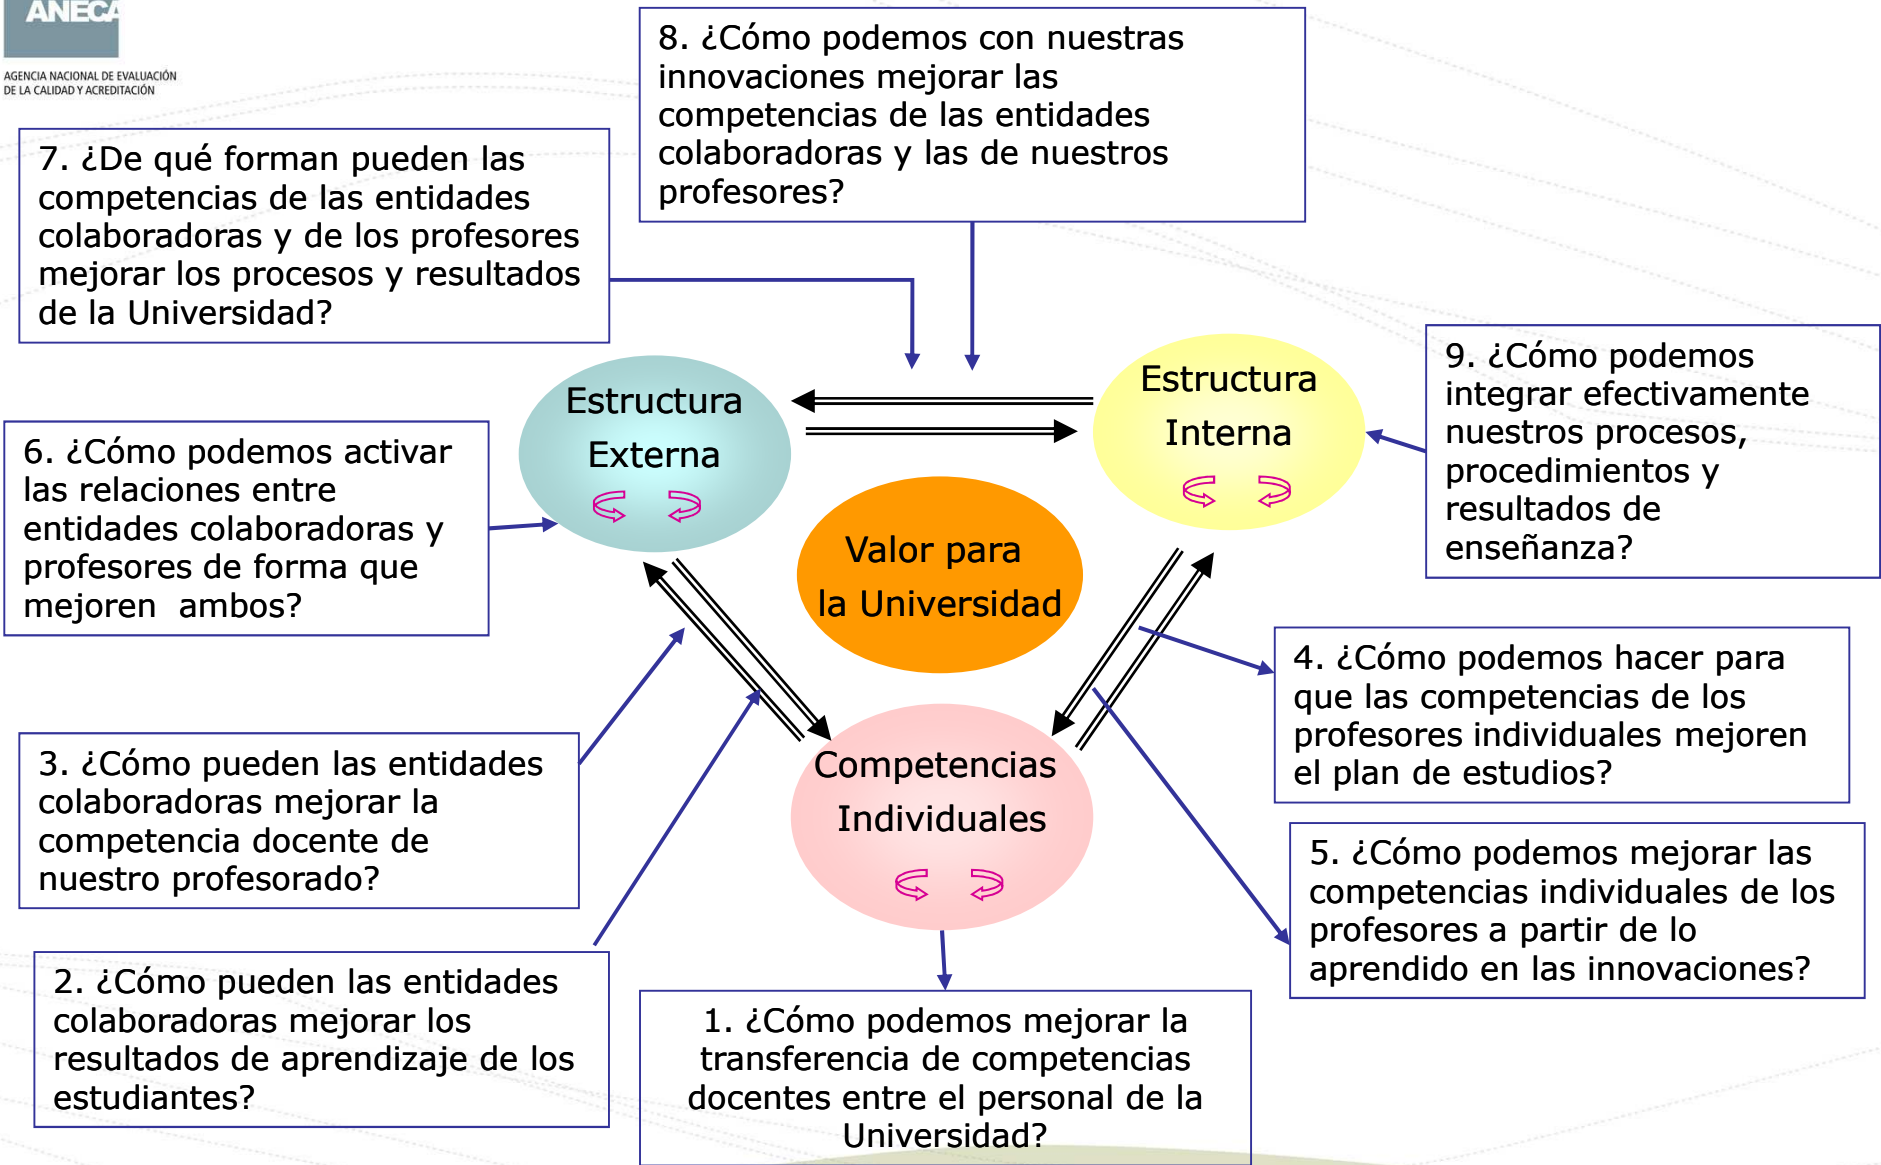 ANECA
AGENCIA NACIONAL DE EVALUACIÓN
DE LA CALIDAD Y ACREDITACIÓN
8. ¿Cómo podemos con nuestras
innovaciones mejorar las
competencias de las entidades
colaboradoras y las de nuestros
profesores?
7. ¿De qué forman pueden las
competencias de las entidades
colaboradoras y de los profesores
mejorar los procesos y resultados
de la Universidad?
Estructura
Externa
Estructura
Interna
9. ¿Cómo podemos
integrar efectivamente
nuestros procesos,
procedimientos y
resultados de
enseñanza?
6. ¿Cómo podemos activar
las relaciones entre
entidades colaboradoras y
profesores de forma que
mejoren  ambos?
Valor para
la Universidad
4. ¿Cómo podemos hacer para
que las competencias de los
profesores individuales mejoren
el plan de estudios?
3. ¿Cómo pueden las entidades
colaboradoras mejorar la
competencia docente de
nuestro profesorado?
Competencias
Individuales
5. ¿Cómo podemos mejorar las
competencias individuales de los
profesores a partir de lo
aprendido en las innovaciones?
2. ¿Cómo pueden las entidades
colaboradoras mejorar los
resultados de aprendizaje de los
estudiantes?
1. ¿Cómo podemos mejorar la
transferencia de competencias
docentes entre el personal de la
Universidad?